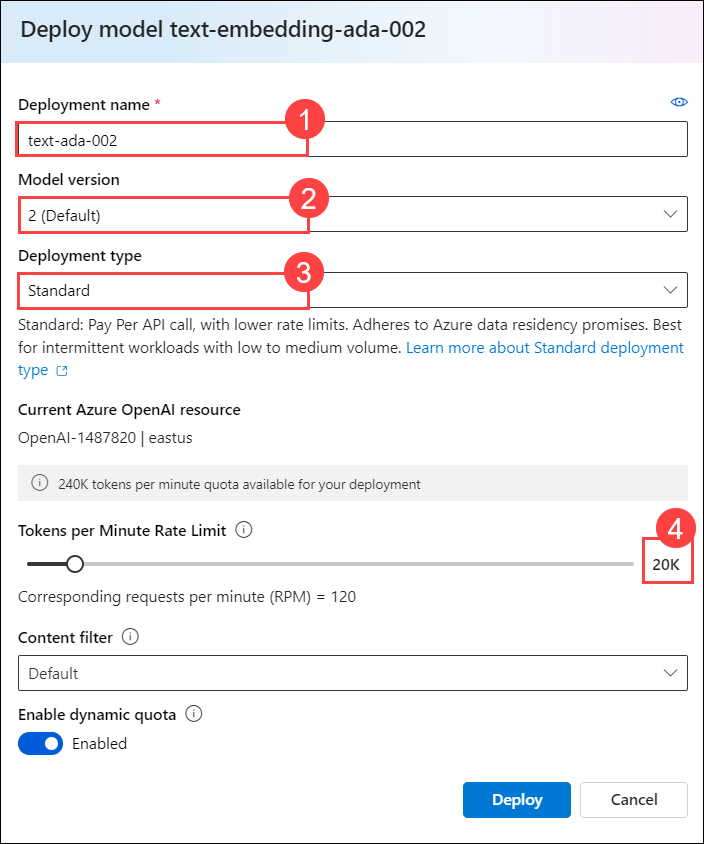 Deploy model text-embedding-ada-002
Deployment name *
1
text-ada-002
Model version
2
2 (Default)
Deployment type
3
Standard
Standard: Pay Per API call, with lower rate limits. Adheres to Azure data residency promises. Best
for intermittent workloads with low to medium volume. Learn more about Standard deployment
type
Current Azure OpenAI resource
OpenAI-1487820 | eastus
240K tokens per minute quota available for your deployment
Tokens per Minute Rate Limit
4
20K
Corresponding requests per minute (RPM) = 120
Content filter
Default
Enable dynamic quota
Enabled
Deploy
Cancel